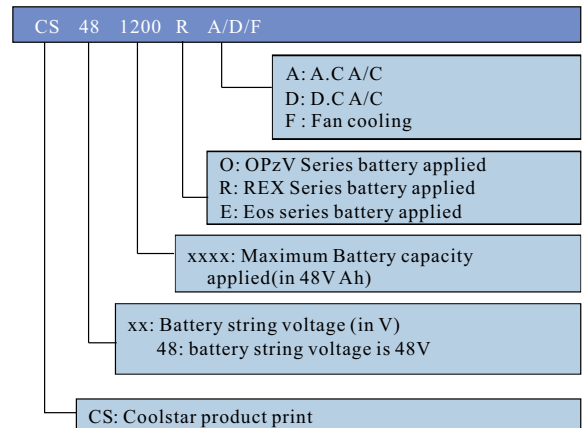 CS 48 1200 R A/D/F
A: A.C A/C
D: D.C A/C
F : Fan cooling
O: OPzV Series battery applied
R: REX Series battery applied
E: Eos series battery applied
xxxx: Maximum Battery capacity
applied(in 48V Ah)
xx: Battery string voltage (in V)
48: battery string voltage is 48V
CS: Coolstar product print